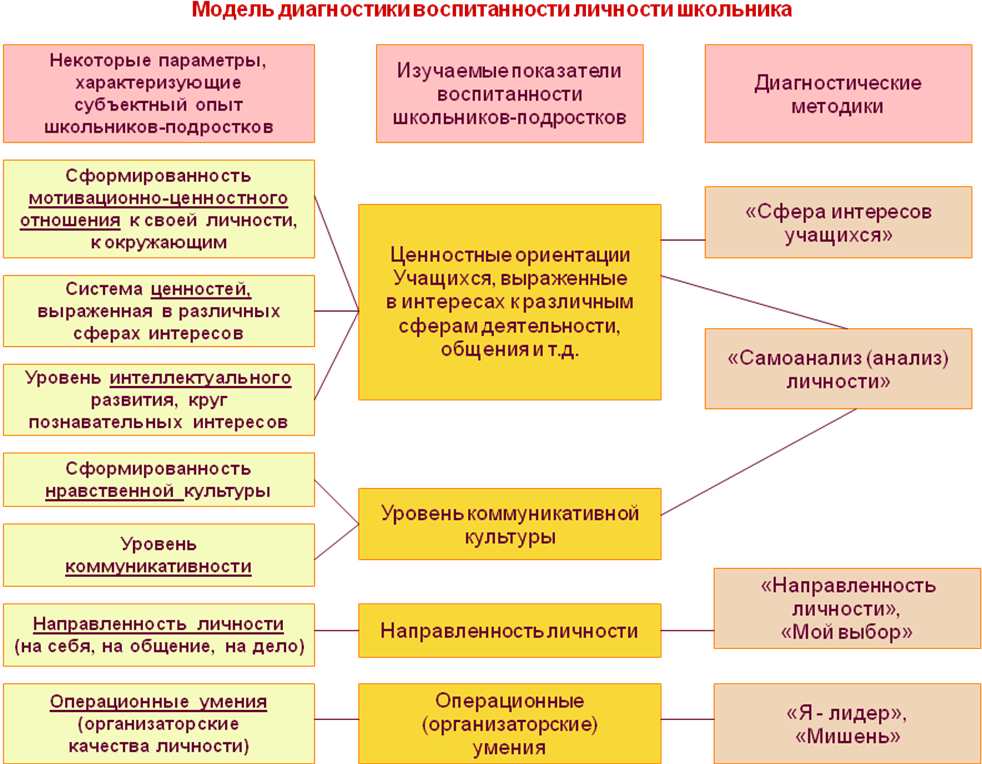 Модель диагностики воспитанности личности школьника
Некоторые параметры,
характеризующие
субъектный опыт
школьников-подростков
Изучаемые показатели
воспитанности
школьников-подростков
Диагностические
методики
Сформированность
мотивационно-ценностного
отношения к своей личности,
к окружающим
Система ценностей,
выраженная в различных
сферах интересов
Уровень интеллектуального
развития, круг
познавательных интересов
Сформированность
нравственной культуры
Уровень
коммуникативности
Направленность личности
(на себя, на общение, на дело)
Операционные умения
(организаторские
качества личности)
Ценностные ориентации
Учащихся, выраженные
в интересах к различным
сферам деятельности,
общения и т.д.
Уровень коммуникативной
культуры
Направленность личности
Операционные
(организаторские)
умения
«Сфера интересов
учащихся»
«Самоанализ (анализ)
личности»
«Направленность
личности»,
«Мой выбор»
«Я - лидер»,
«Мишень»